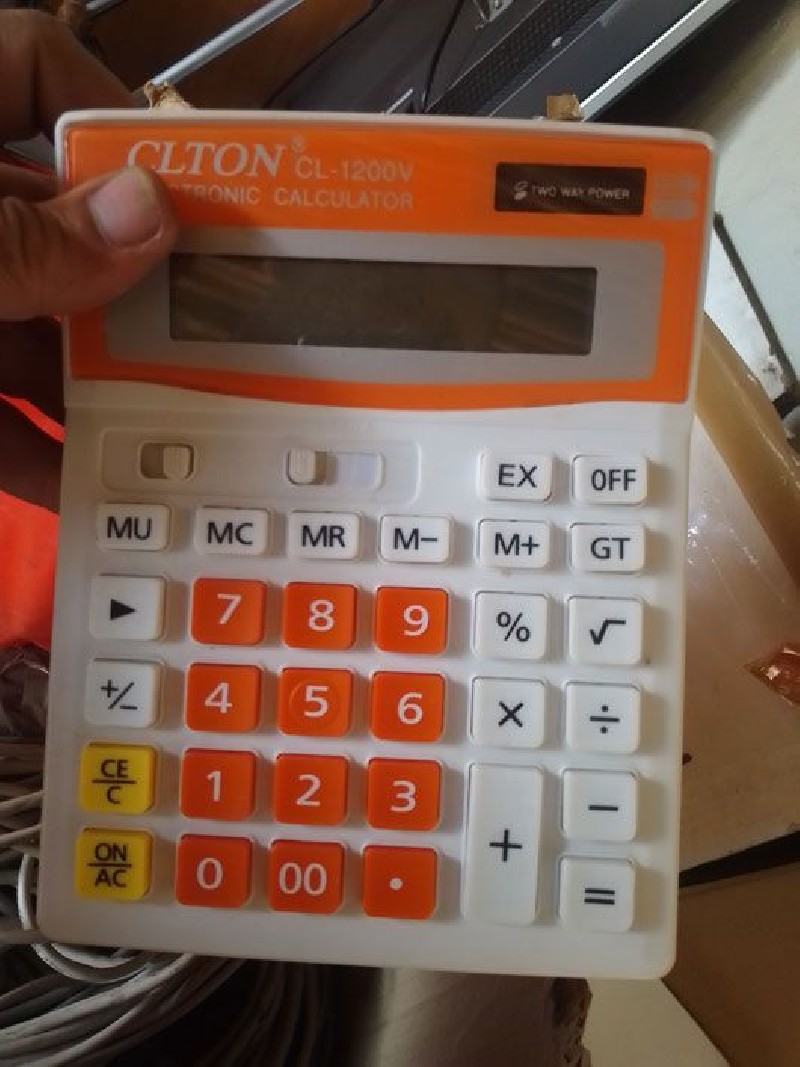 CLTON® CL-1200V
TRONIC CALCULATOR
TWO WAY POWER
EX OFF
MU MC MR M− M+ GT
▶ 7 8 9 % √
+/− 4 5 6 × ÷
CE/C 1 2 3 + −
ON/AC 0 00 • =